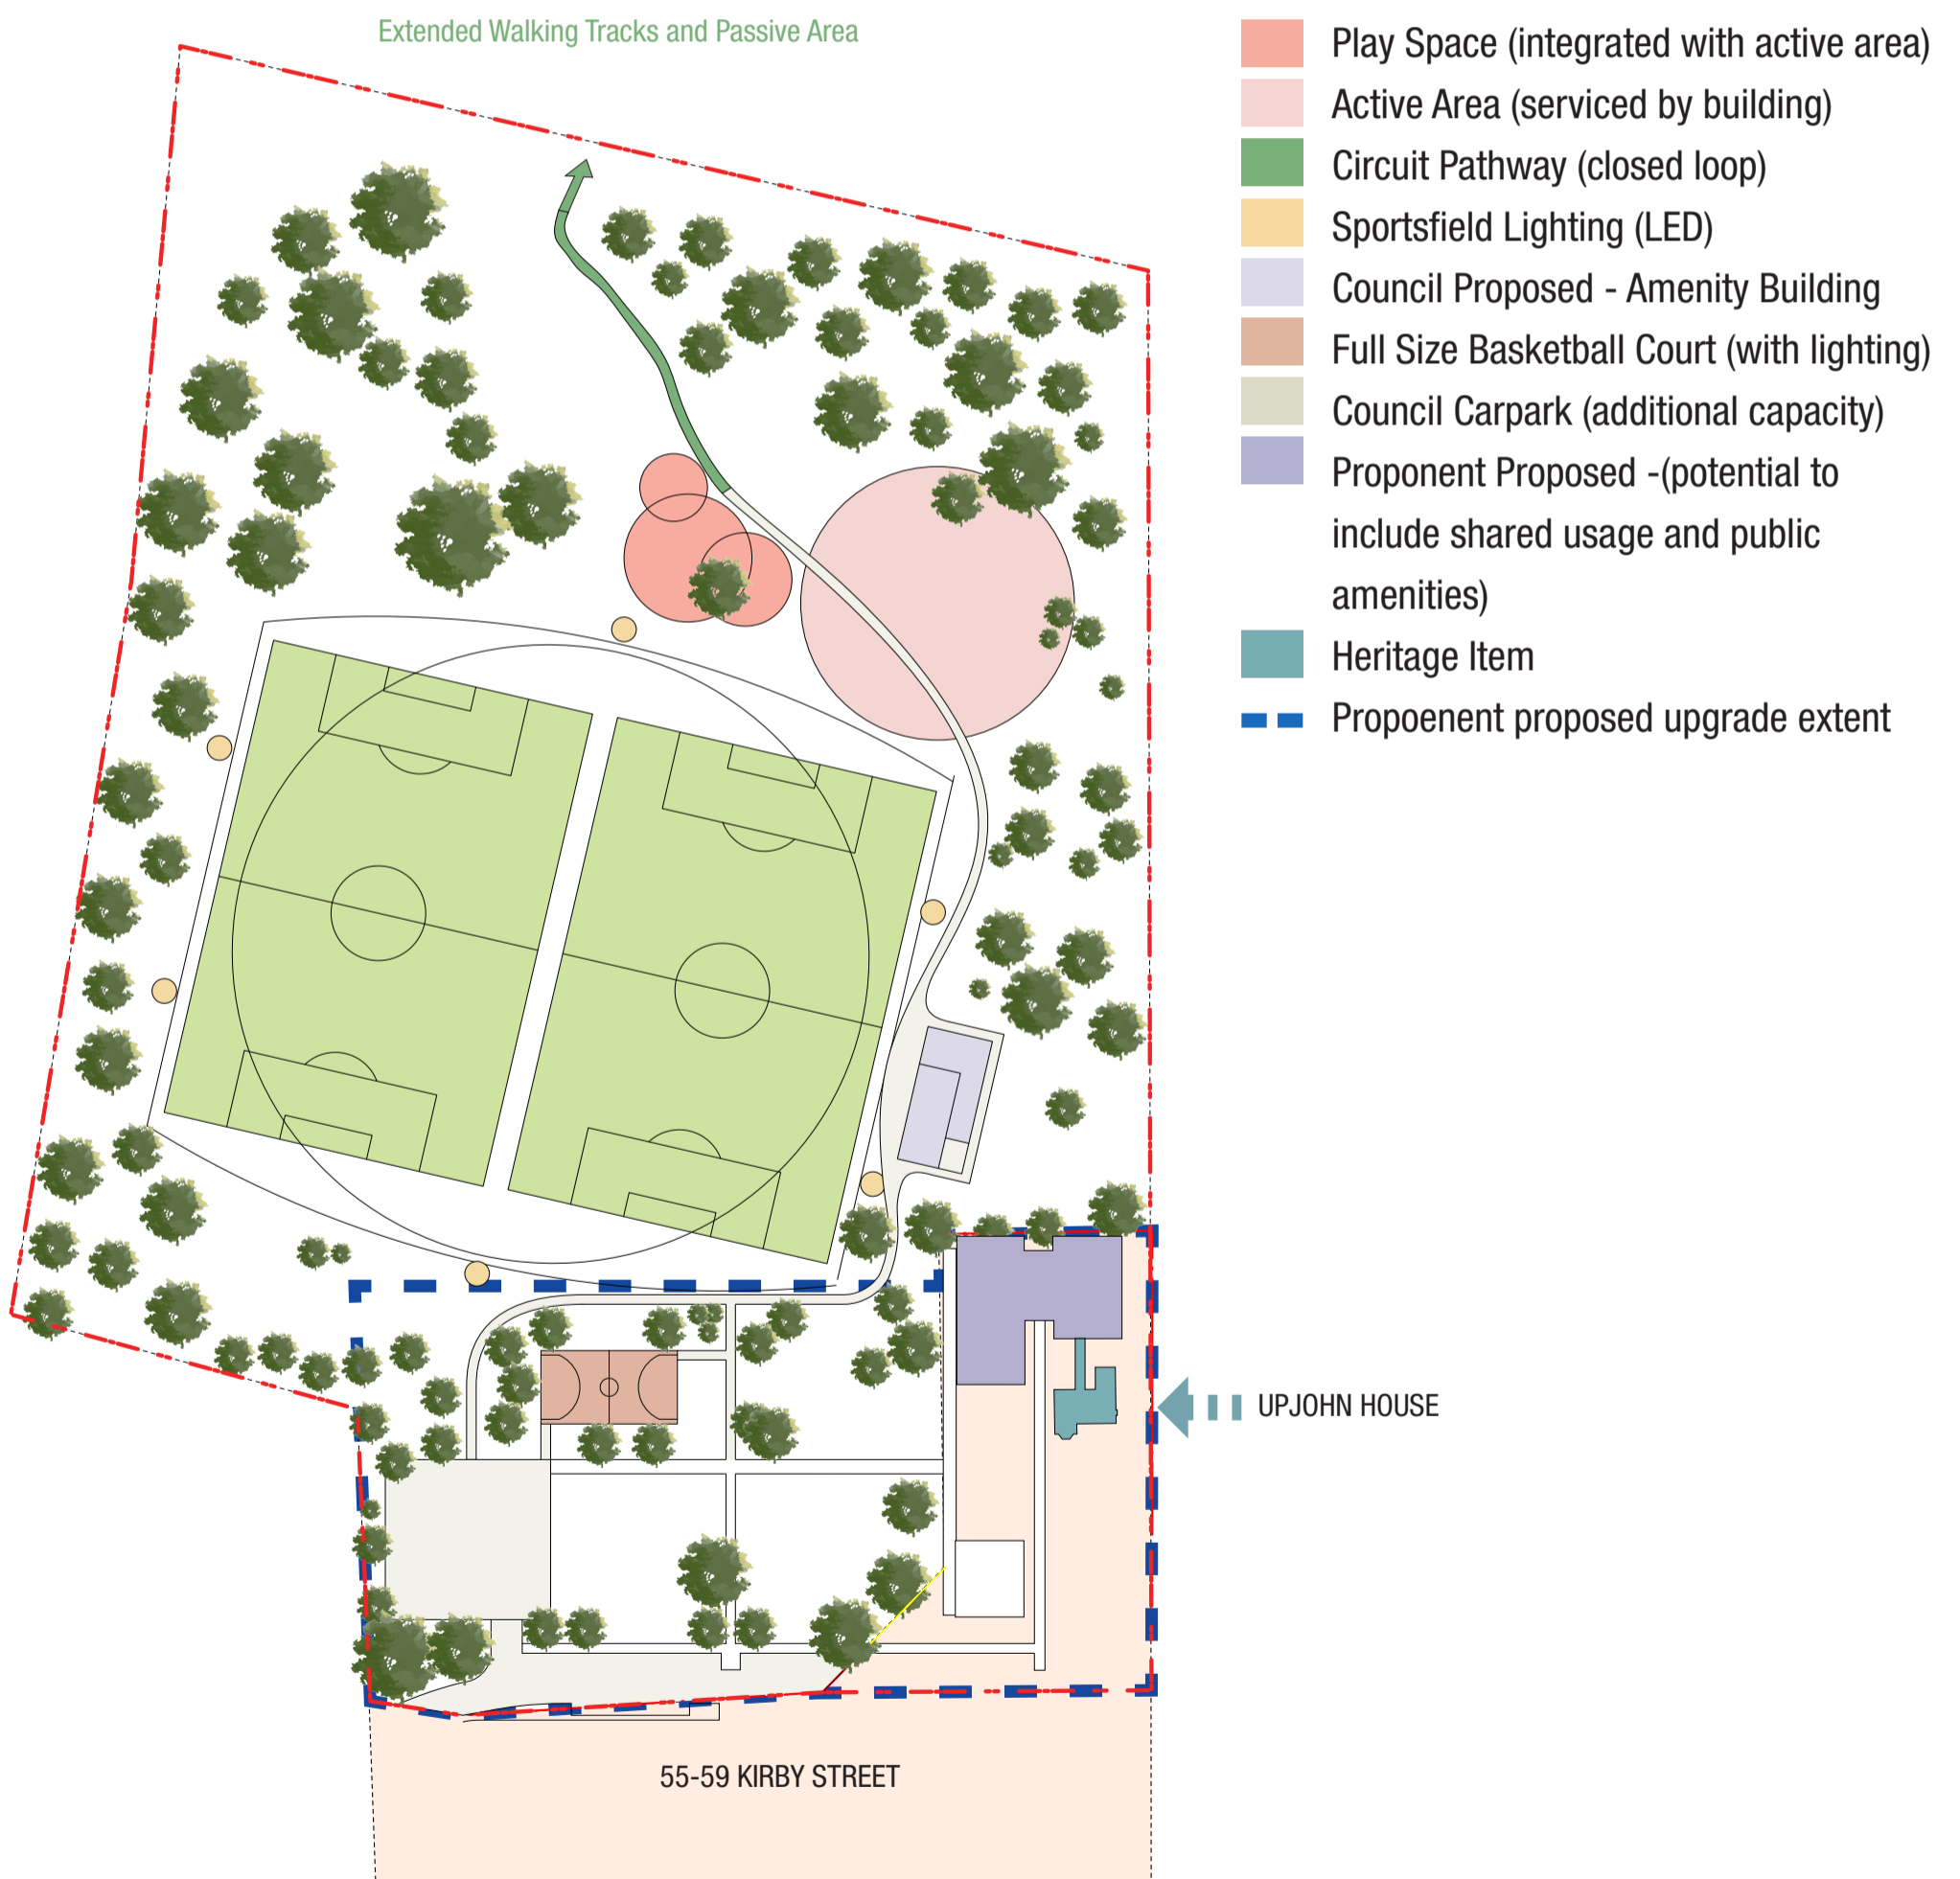 Extended Walking Tracks and Passive Area
Play Space (integrated with active area)
Active Area (serviced by building)
Circuit Pathway (closed loop)
Sportsfield Lighting (LED)
Council Proposed - Amenity Building
Full Size Basketball Court (with lighting)
Council Carpark (additional capacity)
Proponent Proposed -(potential to
include shared usage and public
amenities)
Heritage Item
Propoenent proposed upgrade extent
UPJOHN HOUSE
55-59 KIRBY STREET